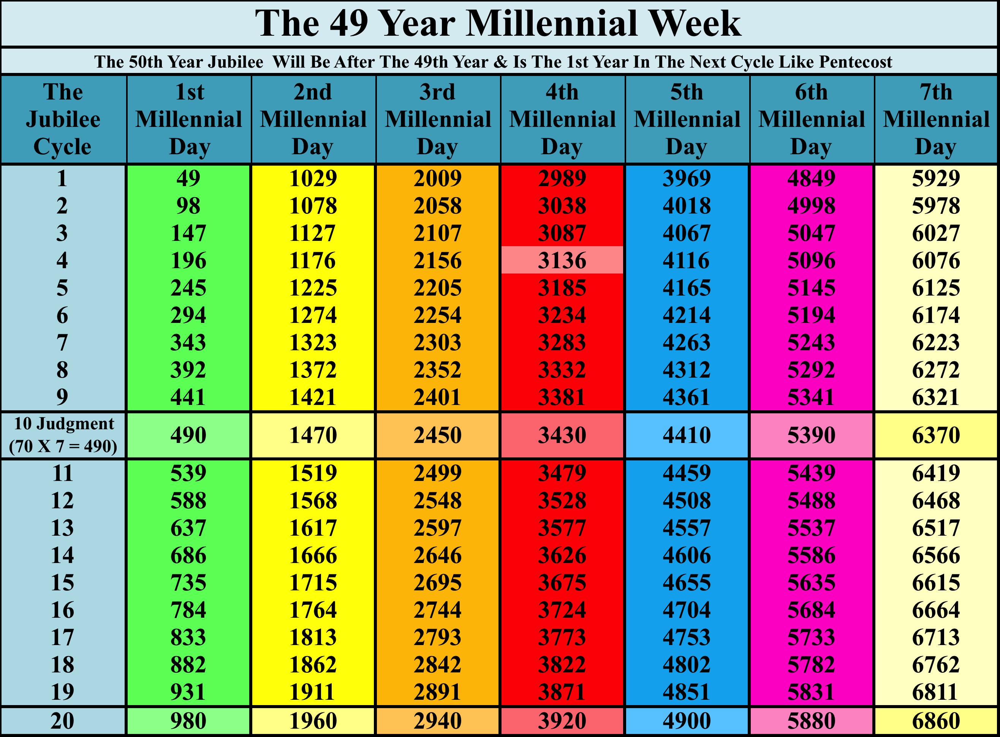 The 49 Year Millennial Week
The 50th Year Jubilee Will Be After The 49th Year & Is The 1st Year In The Next Cycle Like Pentecost
The Jubilee Cycle 1st Millennial Day 2nd Millennial Day 3rd Millennial Day 4th Millennial Day 5th Millennial Day 6th Millennial Day 7th Millennial Day
1 49 1029 2009 2989 3969 4849 5929
2 98 1078 2058 3038 4018 4998 5978
3 147 1127 2107 3087 4067 5047 6027
4 196 1176 2156 3136 4116 5096 6076
5 245 1225 2205 3185 4165 5145 6125
6 294 1274 2254 3234 4214 5194 6174
7 343 1323 2303 3283 4263 5243 6223
8 392 1372 2352 3332 4312 5292 6272
9 441 1421 2401 3381 4361 5341 6321
10 Judgment (70 X 7 = 490) 490 1470 2450 3430 4410 5390 6370
11 539 1519 2499 3479 4459 5439 6419
12 588 1568 2548 3528 4508 5488 6468
13 637 1617 2597 3577 4557 5537 6517
14 686 1666 2646 3626 4606 5586 6566
15 735 1715 2695 3675 4655 5635 6615
16 784 1764 2744 3724 4704 5684 6664
17 833 1813 2793 3773 4753 5733 6713
18 882 1862 2842 3822 4802 5782 6762
19 931 1911 2891 3871 4851 5831 6811
20 980 1960 2940 3920 4900 5880 6860